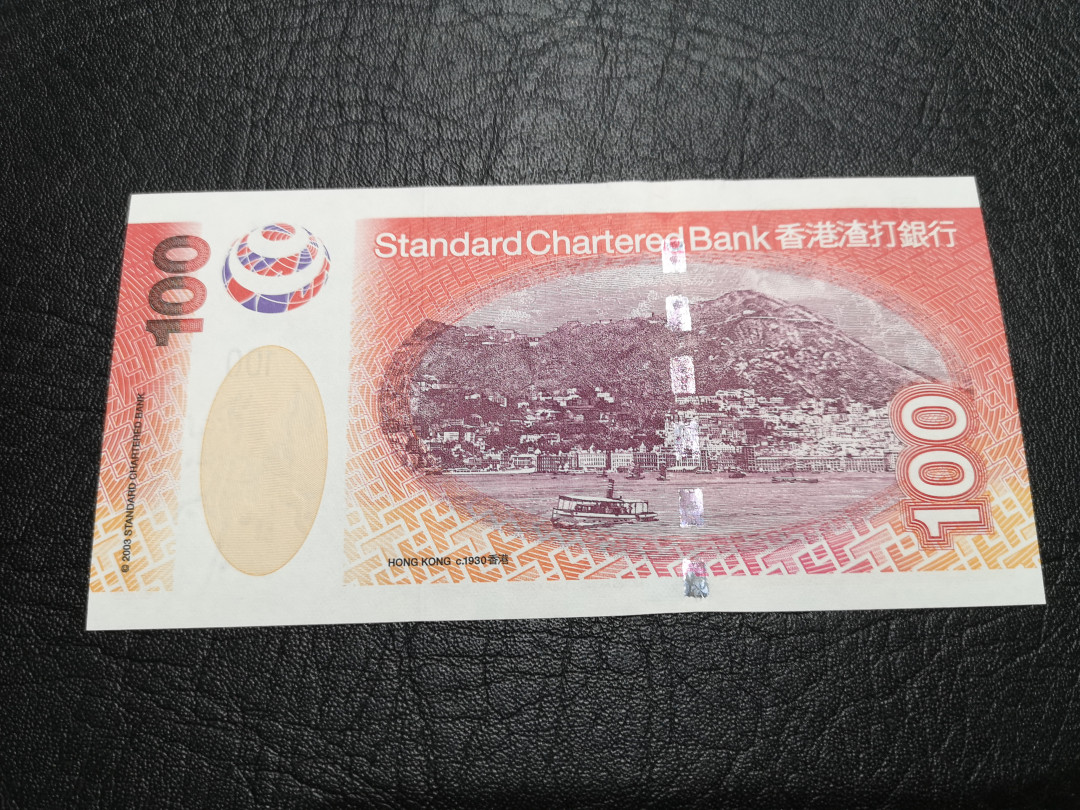 Standard Chartered Bank 香港渣打銀行
100
© 2003 STANDARD CHARTERED BANK
100
HONG KONG c.1930 香港